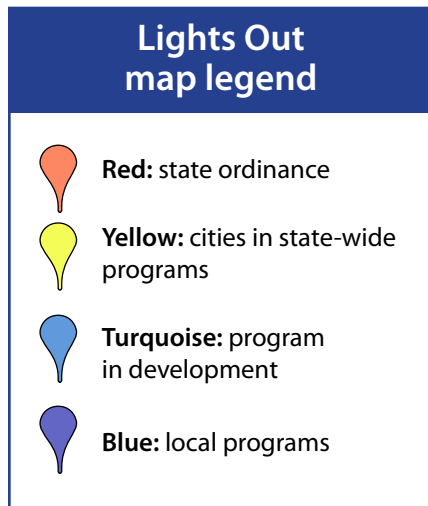 Lights Out
map legend
Red: state ordinance
Yellow: cities in state-wide
programs
Turquoise: program
in development
Blue: local programs